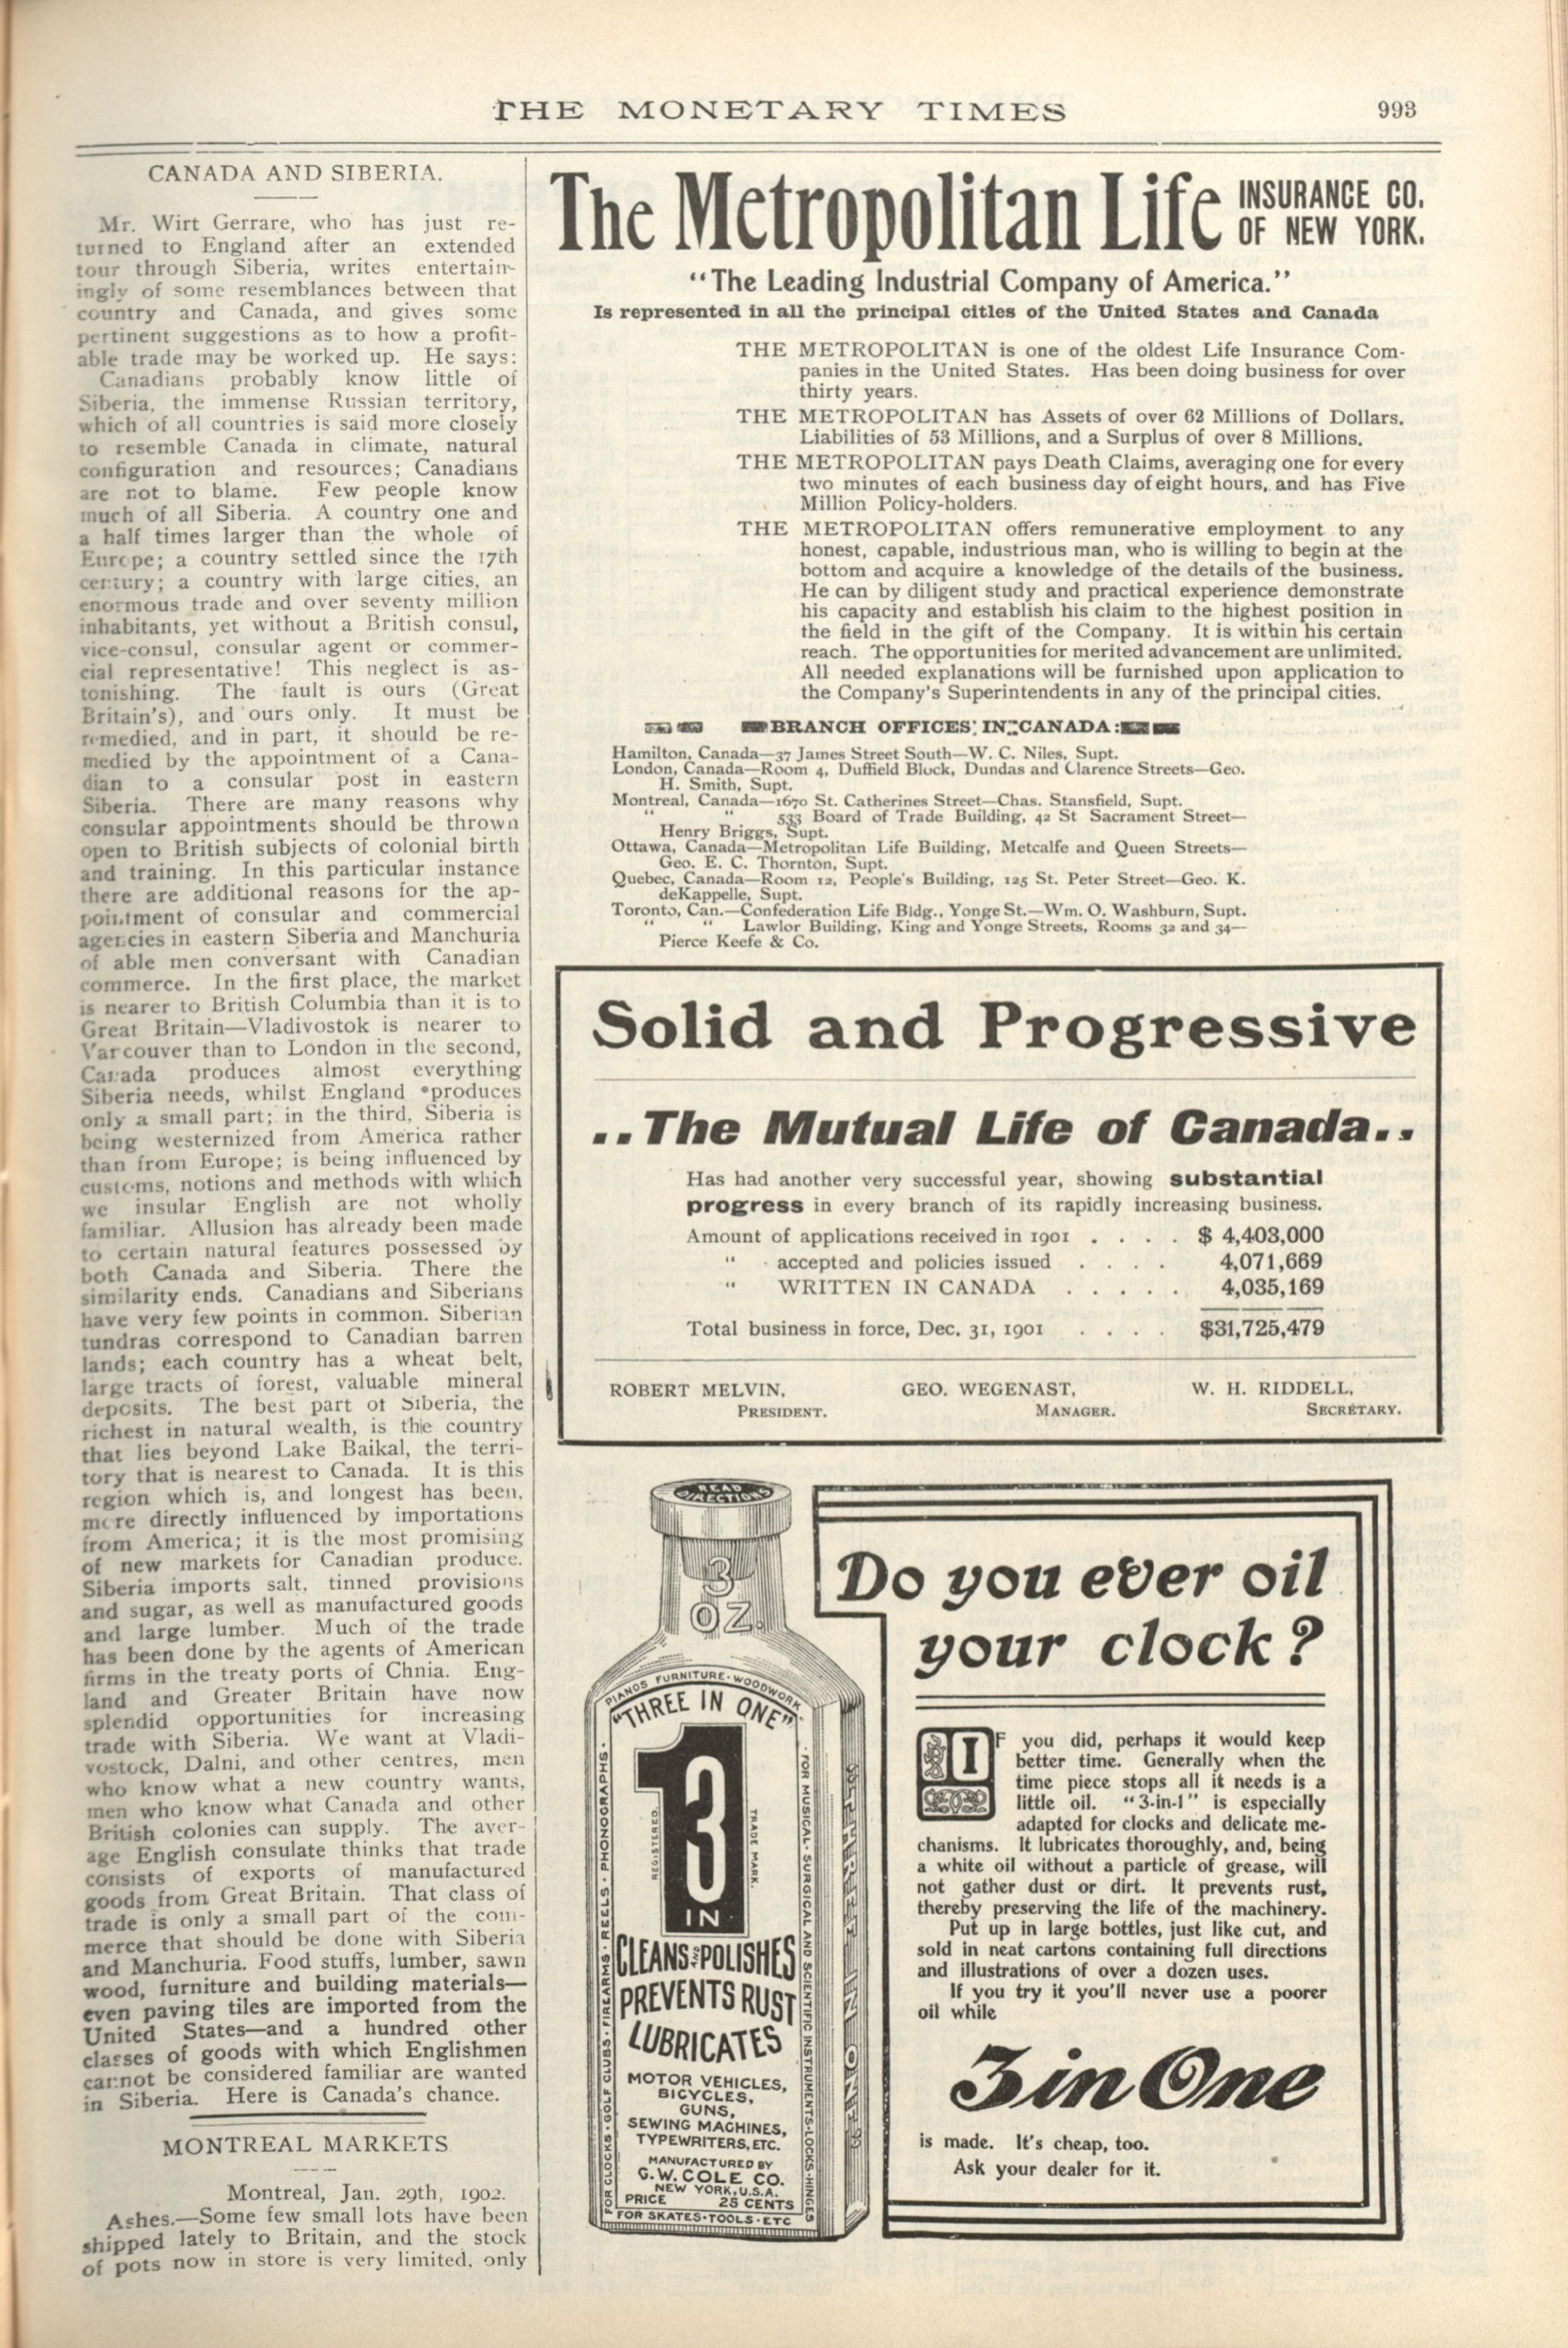 THE MONETARY TIMES
993
CANADA AND SIBERIA.
Mr. Wirt Gerrare, who has just re-
turned to England after an extended
tour through Siberia, writes entertain-
ingly of some resemblances between that
country and Canada, and gives some
pertinent suggestions as to how a profit-
able trade may be worked up. He says:
Canadians probably know little of
Siberia, the immense Russian territory,
which of all countries is said more closely
to resemble Canada in climate, natural
configuration and resources; Canadians
are not to blame. Few people know
much of all Siberia. A country one and
a half times larger than the whole of
Europe; a country settled since the 17th
century; a country with large cities, an
enormous trade and over seventy million
inhabitants, yet without a British consul,
vice-consul, consular agent or commer-
cial representative! This neglect is as-
tonishing. The fault is ours (Great
Britain's), and ours only. It must be
remedied, and in part, it should be re-
medied by the appointment of a Cana-
dian to a consular post in eastern
Siberia. There are many reasons why
consular appointments should be thrown
open to British subjects of colonial birth
and training. In this particular instance
there are additional reasons for the ap-
pointment of consular and commercial
agencies in eastern Siberia and Manchuria
of able men conversant with Canadian
commerce. In the first place, the market
is nearer to British Columbia than it is to
Great Britain—Vladivostok is nearer to
Varcouver than to London in the second,
Canada produces almost everything
Siberia needs, whilst England produces
only a small part; in the third, Siberia is
being westernized from America rather
than from Europe; is being influenced by
customs, notions and methods with which
we insular English are not wholly
familiar. Allusion has already been made
to certain natural features possessed by
both Canada and Siberia. There the
similarity ends. Canadians and Siberians
have very few points in common. Siberian
tundras correspond to Canadian barren
lands; each country has a wheat belt,
large tracts of forest, valuable mineral
deposits. The best part of Siberia, the
richest in natural wealth, is the country
that lies beyond Lake Baikal, the terri-
tory that is nearest to Canada. It is this
region which is, and longest has been,
more directly influenced by importations
from America; it is the most promising
of new markets for Canadian produce.
Siberia imports salt, tinned provisions
and sugar, as well as manufactured goods
and large lumber. Much of the trade
has been done by the agents of American
firms in the treaty ports of Chnia. Eng-
land and Greater Britain have now
splendid opportunities for increasing
trade with Siberia. We want at Vladi-
vostock, Dalni, and other centres, men
who know what a new country wants,
men who know what Canada and other
British colonies can supply. The aver-
age English consulate thinks that trade
consists of exports of manufactured
goods from Great Britain. That class of
trade is only a small part of the com-
merce that should be done with Siberia
and Manchuria. Food stuffs, lumber, sawn
wood, furniture and building materials—
even paving tiles are imported from the
United States—and a hundred other
classes of goods with which Englishmen
cannot be considered familiar are wanted
in Siberia. Here is Canada's chance.
MONTREAL MARKETS
Montreal, Jan. 29th, 1902.
Ashes.—Some few small lots have been
shipped lately to Britain, and the stock
of pots now in store is very limited, only
The Metropolitan Life INSURANCE CO.
OF NEW YORK.
"The Leading Industrial Company of America."
Is represented in all the principal cities of the United States and Canada
THE METROPOLITAN is one of the oldest Life Insurance Com-
panies in the United States. Has been doing business for over
thirty years.
THE METROPOLITAN has Assets of over 62 Millions of Dollars.
Liabilities of 53 Millions, and a Surplus of over 8 Millions.
THE METROPOLITAN pays Death Claims, averaging one for every
two minutes of each business day of eight hours, and has Five
Million Policy-holders.
THE METROPOLITAN offers remunerative employment to any
honest, capable, industrious man, who is willing to begin at the
bottom and acquire a knowledge of the details of the business.
He can by diligent study and practical experience demonstrate
his capacity and establish his claim to the highest position in
the field in the gift of the Company. It is within his certain
reach. The opportunities for merited advancement are unlimited.
All needed explanations will be furnished upon application to
the Company's Superintendents in any of the principal cities.
BRANCH OFFICES IN CANADA:
Hamilton, Canada—37 James Street South—W. C. Niles, Supt.
London, Canada—Room 4, Duffield Block, Dundas and Clarence Streets—Geo.
H. Smith, Supt.
Montreal, Canada—1670 St. Catherines Street—Chas. Stansfield, Supt.
" " 533 Board of Trade Building, 42 St Sacrament Street—
Henry Briggs, Supt.
Ottawa, Canada—Metropolitan Life Building, Metcalfe and Queen Streets—
Geo. E. C. Thornton, Supt.
Quebec, Canada—Room 12, People's Building, 125 St. Peter Street—Geo. K.
deKappelle, Supt.
Toronto, Can.—Confederation Life Bldg., Yonge St.—Wm. O. Washburn, Supt.
" " Lawlor Building, King and Yonge Streets, Rooms 32 and 34—
Pierce Keefe & Co.
Solid and Progressive
..The Mutual Life of Canada..
Has had another very successful year, showing substantial
progress in every branch of its rapidly increasing business.
Amount of applications received in 1901 . . . . $ 4,403,000
" accepted and policies issued . . . . 4,071,669
" WRITTEN IN CANADA . . . . . 4,035,169
Total business in force, Dec. 31, 1901 . . . . $31,725,479
ROBERT MELVIN, GEO. WEGENAST, W. H. RIDDELL,
PRESIDENT. MANAGER. SECRETARY.
READ
DIRECTIONS
3
OZ.
PIANOS FURNITURE·WOODWORK
"THREE IN ONE"
3
IN
1
REGISTERED.
TRADE MARK.
FOR CLOCKS·GOLF CLUBS·FIREARMS·REELS·PHONOGRAPHS·
·FOR MUSICAL·SURGICAL AND SCIENTIFIC INSTRUMENTS·LOCKS·HINGES
CLEANS AND POLISHES
PREVENTS RUST
LUBRICATES
MOTOR VEHICLES,
BICYCLES,
GUNS,
SEWING MACHINES,
TYPEWRITERS, ETC.
MANUFACTURED BY
G.W. COLE CO.
NEW YORK, U.S.A.
PRICE 25 CENTS
FOR SKATES·TOOLS·ETC
Do you ever oil
your clock?
IF you did, perhaps it would keep
better time. Generally when the
time piece stops all it needs is a
little oil. "3-in-1" is especially
adapted for clocks and delicate me-
chanisms. It lubricates thoroughly, and, being
a white oil without a particle of grease, will
not gather dust or dirt. It prevents rust,
thereby preserving the life of the machinery.
Put up in large bottles, just like cut, and
sold in neat cartons containing full directions
and illustrations of over a dozen uses.
If you try it you'll never use a poorer
oil while
3 in One
is made. It's cheap, too.
Ask your dealer for it.